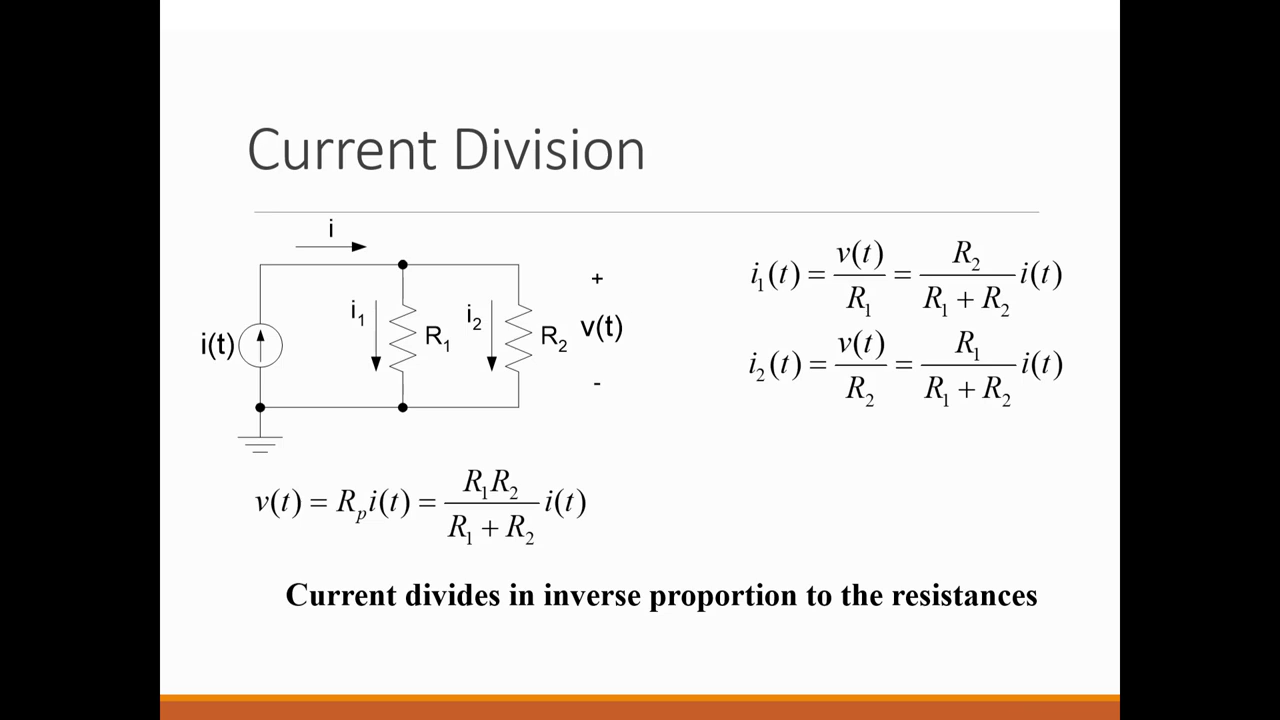 Current Division
i
i(t)
i₁
R₁
i₂
R₂
+
v(t)
-
i₁(t) = v(t)/R₁ = R₂/(R₁ + R₂) i(t)
i₂(t) = v(t)/R₂ = R₁/(R₁ + R₂) i(t)
v(t) = Rₚi(t) = R₁R₂/(R₁ + R₂) i(t)
Current divides in inverse proportion to the resistances